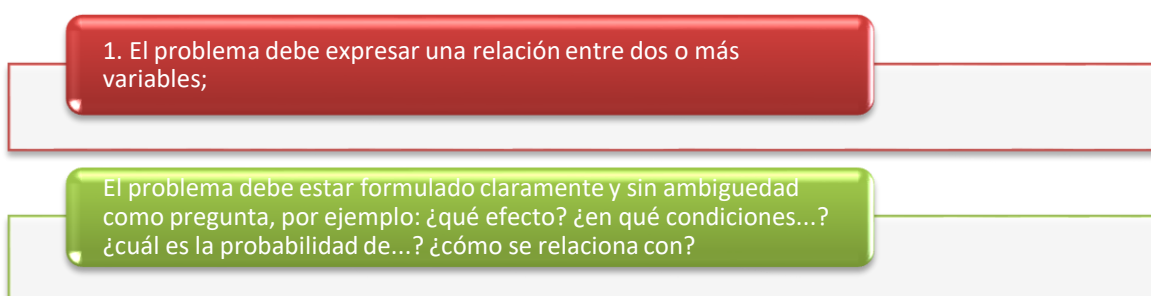 1. El problema debe expresar una relación entre dos o más
variables;
El problema debe estar formulado claramente y sin ambiguedad
como pregunta, por ejemplo: ¿qué efecto? ¿en qué condiciones...?
¿cuál es la probabilidad de...? ¿cómo se relaciona con?